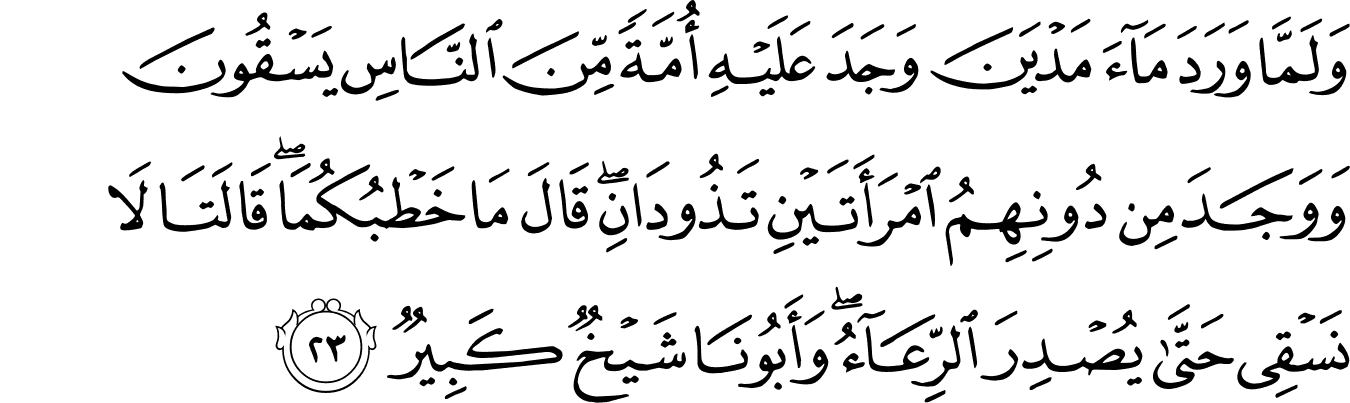 وَلَمَّا وَرَدَ مَآءَ مَدْيَنَ وَجَدَ عَلَيْهِ أُمَّةً مِّنَ ٱلنَّاسِ يَسْقُونَ
وَوَجَدَ مِن دُونِهِمُ ٱمْرَأَتَيْنِ تَذُودَانِۖ قَالَ مَا خَطْبُكُمَاۖ قَالَتَا لَا
نَسْقِى حَتَّىٰ يُصْدِرَ ٱلرِّعَآءُۖ وَأَبُونَا شَيْخٌ كَبِيرٌ ٢٣